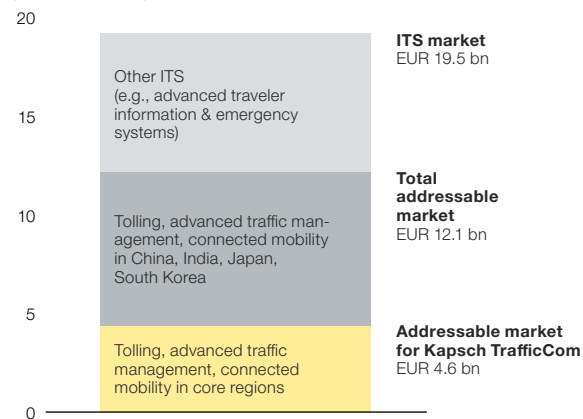 20
ITS market
EUR 19.5 bn
Other ITS
(e.g., advanced traveler
information & emergency
systems)
15
Total
addressable
market
EUR 12.1 bn
10
Tolling, advanced traffic man-
agement, connected mobility
in China, India, Japan,
South Korea
5
Addressable market
for Kapsch TrafficCom
EUR 4.6 bn
Tolling, advanced traffic
management, connected
mobility in core regions
0